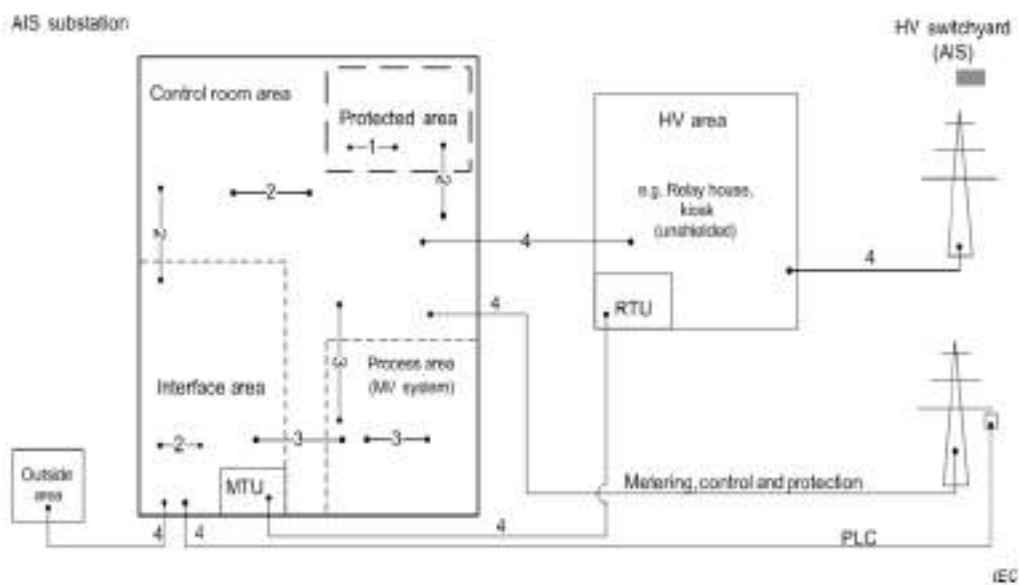 AIS substation
HV switchyard
(AIS)
Control room area
Protected area
1
2
2
2
HV area
e.g. Relay house,
kiosk
(unshielded)
4
4
RTU
4
3
Process area
(MV system)
Interface area
2
3
3
MTU
Outside
area
Metering, control and protection
4
4
4
PLC
IEC